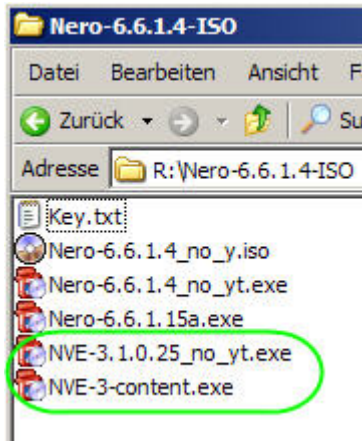 Nero-6.6.1.4-ISO
Datei Bearbeiten Ansicht F
Zurück Su
Adresse R:\Nero-6.6.1.4-ISO
Key.txt
Nero-6.6.1.4_no_y.iso
Nero-6.6.1.4_no_yt.exe
Nero-6.6.1.15a.exe
NVE-3.1.0.25_no_yt.exe
NVE-3-content.exe